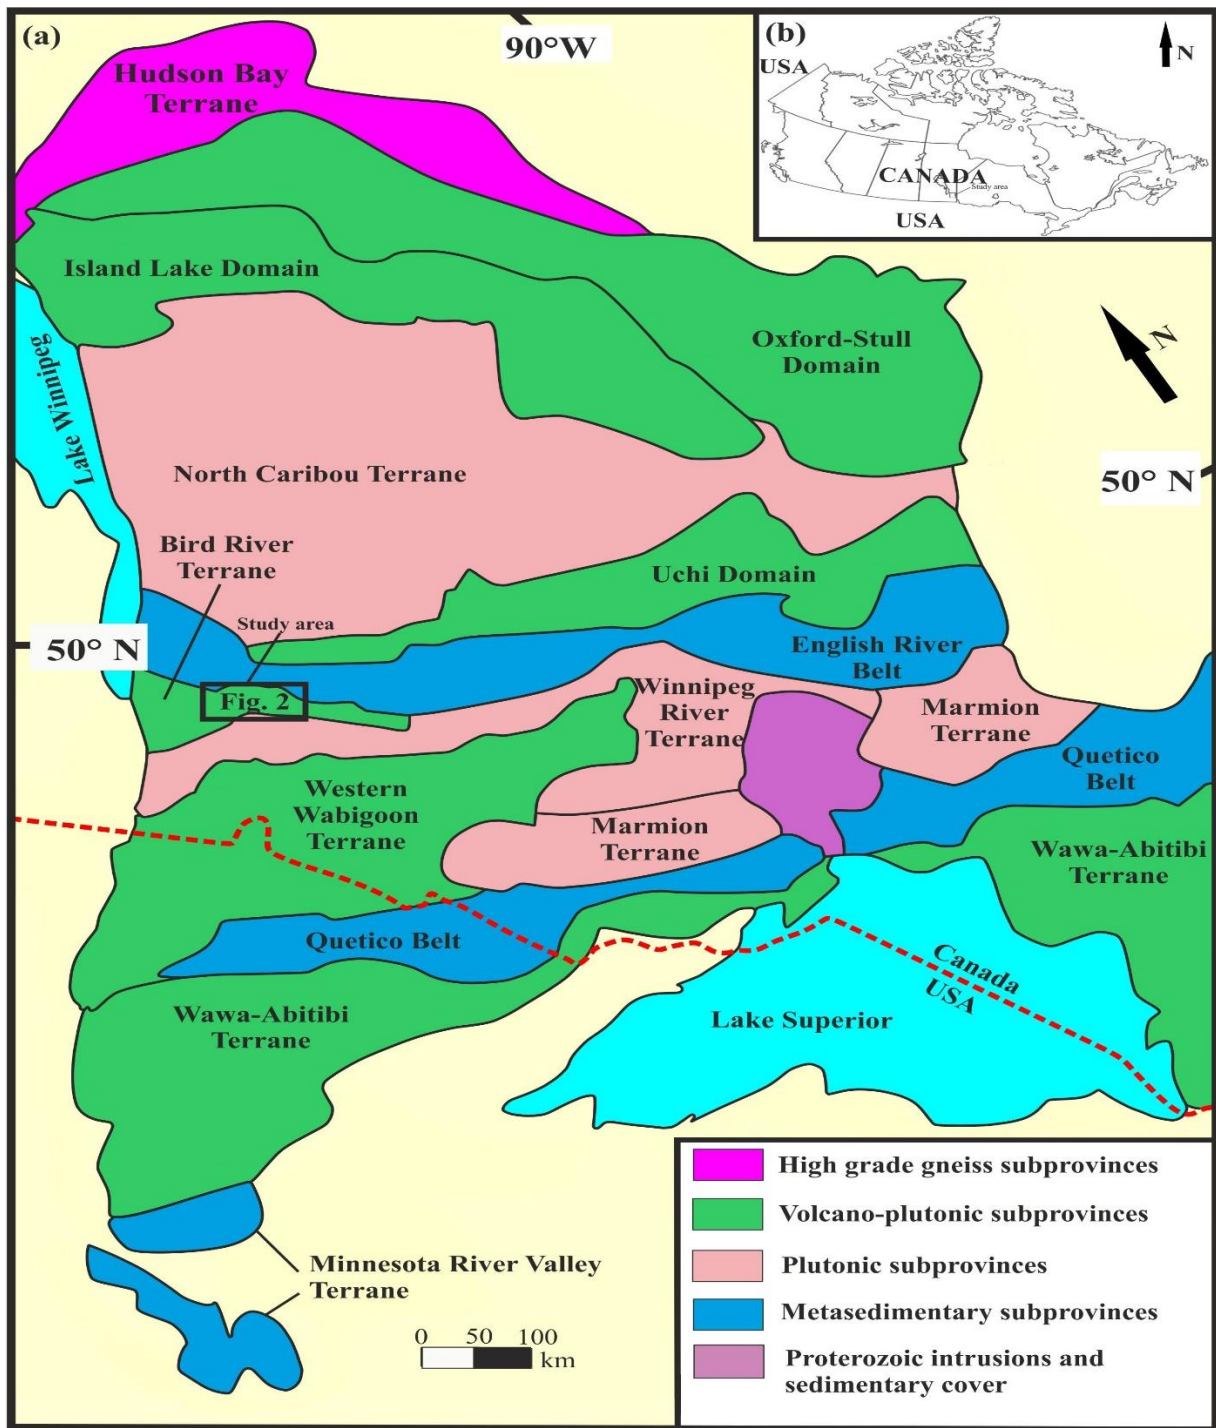 (a)
90°W
(b)
N
USA
CANADA
Study area
USA
Hudson Bay
Terrane
Island Lake Domain
Oxford-Stull
Domain
N
Lake Winnipeg
North Caribou Terrane
50° N
Bird River
Terrane
Uchi Domain
Study area
50° N
English River
Belt
Fig. 2
Winnipeg
River
Terrane
Marmion
Terrane
Quetico
Belt
Western
Wabigoon
Terrane
Marmion
Terrane
Wawa-Abitibi
Terrane
Quetico Belt
Canada
USA
Wawa-Abitibi
Terrane
Lake Superior
Minnesota River Valley
Terrane
0 50 100
km
High grade gneiss subprovinces
Volcano-plutonic subprovinces
Plutonic subprovinces
Metasedimentary subprovinces
Proterozoic intrusions and
sedimentary cover